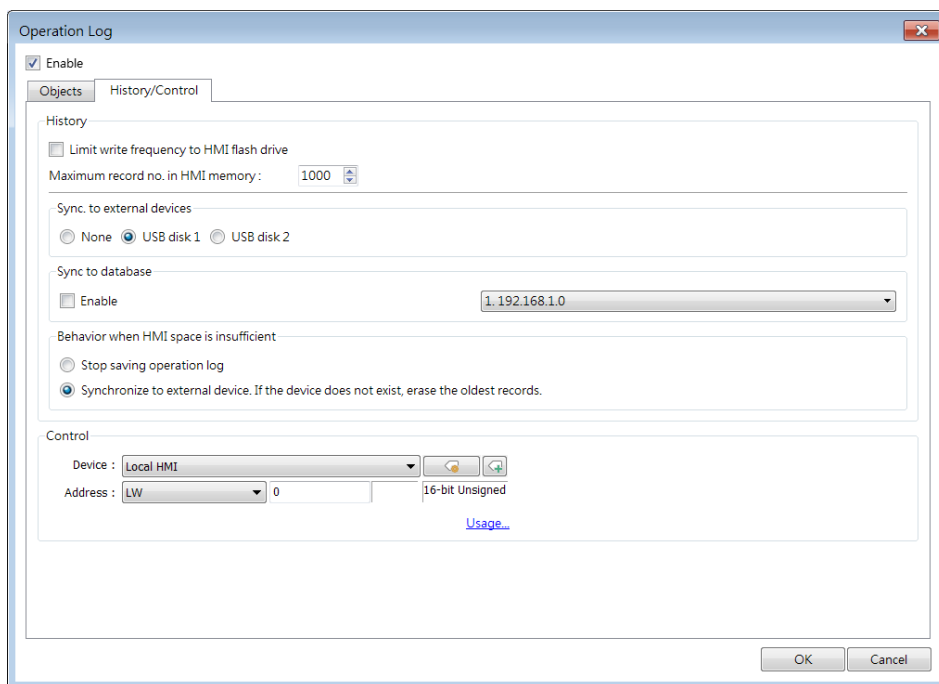 Operation Log
Enable
Objects History/Control
History
Limit write frequency to HMI flash drive
Maximum record no. in HMI memory : 1000
Sync. to external devices
None USB disk 1 USB disk 2
Sync to database
Enable 1. 192.168.1.0
Behavior when HMI space is insufficient
Stop saving operation log
Synchronize to external device. If the device does not exist, erase the oldest records.
Control
Device : Local HMI
Address : LW 0 16-bit Unsigned
Usage...
OK Cancel